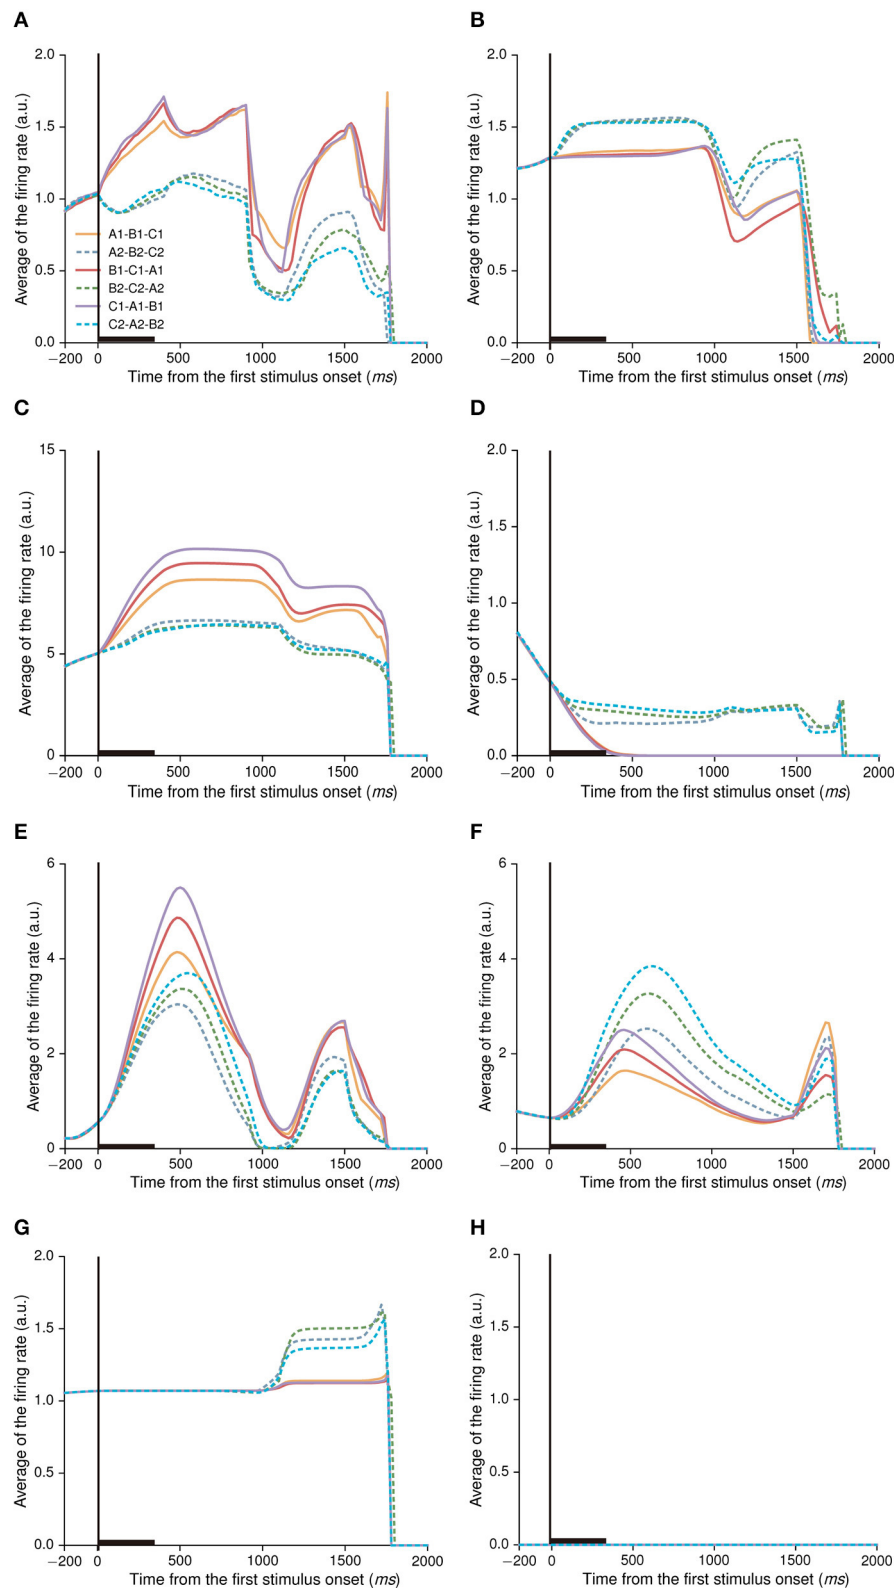 A
Average of the firing rate (a.u.)
2.0
1.5
1.0
0.5
0.0
A1-B1-C1
A2-B2-C2
B1-C1-A1
B2-C2-A2
C1-A1-B1
C2-A2-B2
−200 0 500 1000 1500 2000
Time from the first stimulus onset (ms)
B
Average of the firing rate (a.u.)
2.0
1.5
1.0
0.5
0.0
−200 0 500 1000 1500 2000
Time from the first stimulus onset (ms)
C
Average of the firing rate (a.u.)
15
10
5
0
−200 0 500 1000 1500 2000
Time from the first stimulus onset (ms)
D
Average of the firing rate (a.u.)
2.0
1.5
1.0
0.5
0.0
−200 0 500 1000 1500 2000
Time from the first stimulus onset (ms)
E
Average of the firing rate (a.u.)
6
4
2
0
−200 0 500 1000 1500 2000
Time from the first stimulus onset (ms)
F
Average of the firing rate (a.u.)
6
4
2
0
−200 0 500 1000 1500 2000
Time from the first stimulus onset (ms)
G
Average of the firing rate (a.u.)
2.0
1.5
1.0
0.5
0.0
−200 0 500 1000 1500 2000
Time from the first stimulus onset (ms)
H
Average of the firing rate (a.u.)
2.0
1.5
1.0
0.5
0.0
−200 0 500 1000 1500 2000
Time from the first stimulus onset (ms)